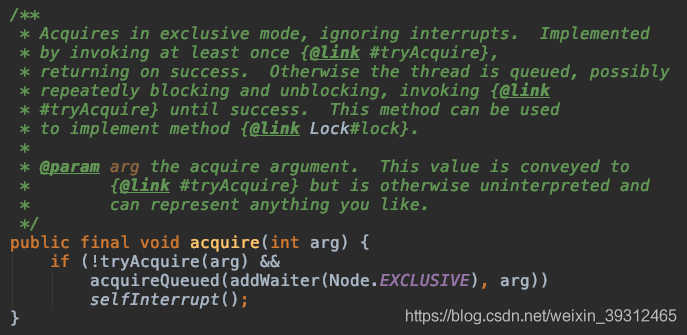 /**
 * Acquires in exclusive mode, ignoring interrupts.  Implemented
 * by invoking at least once {@link #tryAcquire},
 * returning on success.  Otherwise the thread is queued, possibly
 * repeatedly blocking and unblocking, invoking {@link
 * #tryAcquire} until success.  This method can be used
 * to implement method {@link Lock#lock}.
 *
 * @param arg the acquire argument.  This value is conveyed to
 *        {@link #tryAcquire} but is otherwise uninterpreted and
 *        can represent anything you like.
 */
public final void acquire(int arg) {
    if (!tryAcquire(arg) &&
        acquireQueued(addWaiter(Node.EXCLUSIVE), arg))
        selfInterrupt();
}
https://blog.csdn.net/weixin_39312465